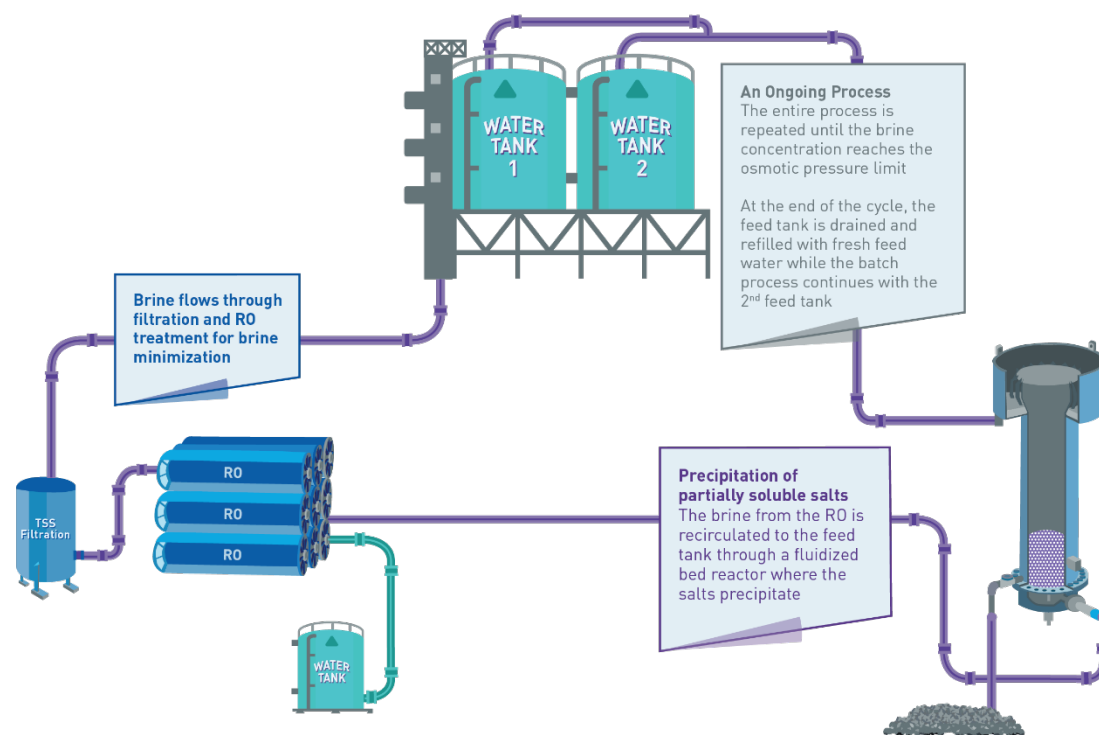 An Ongoing Process
The entire process is
repeated until the brine
concentration reaches the
osmotic pressure limit
At the end of the cycle, the
feed tank is drained and
refilled with fresh feed
water while the batch
process continues with the
2nd feed tank
WATER
TANK
1
WATER
TANK
2
Brine flows through
filtration and RO
treatment for brine
minimization
TSS
Filtration
RO
RO
RO
Precipitation of
partially soluble salts
The brine from the RO is
recirculated to the feed
tank through a fluidized
bed reactor where the
salts precipitate
WATER
TANK